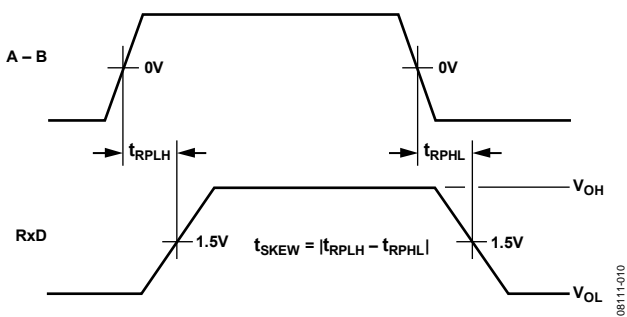 A – B
0V
0V
tRPLH
tRPHL
VOH
RxD
1.5V
tSKEW = |tRPLH – tRPHL|
1.5V
VOL
08111-010